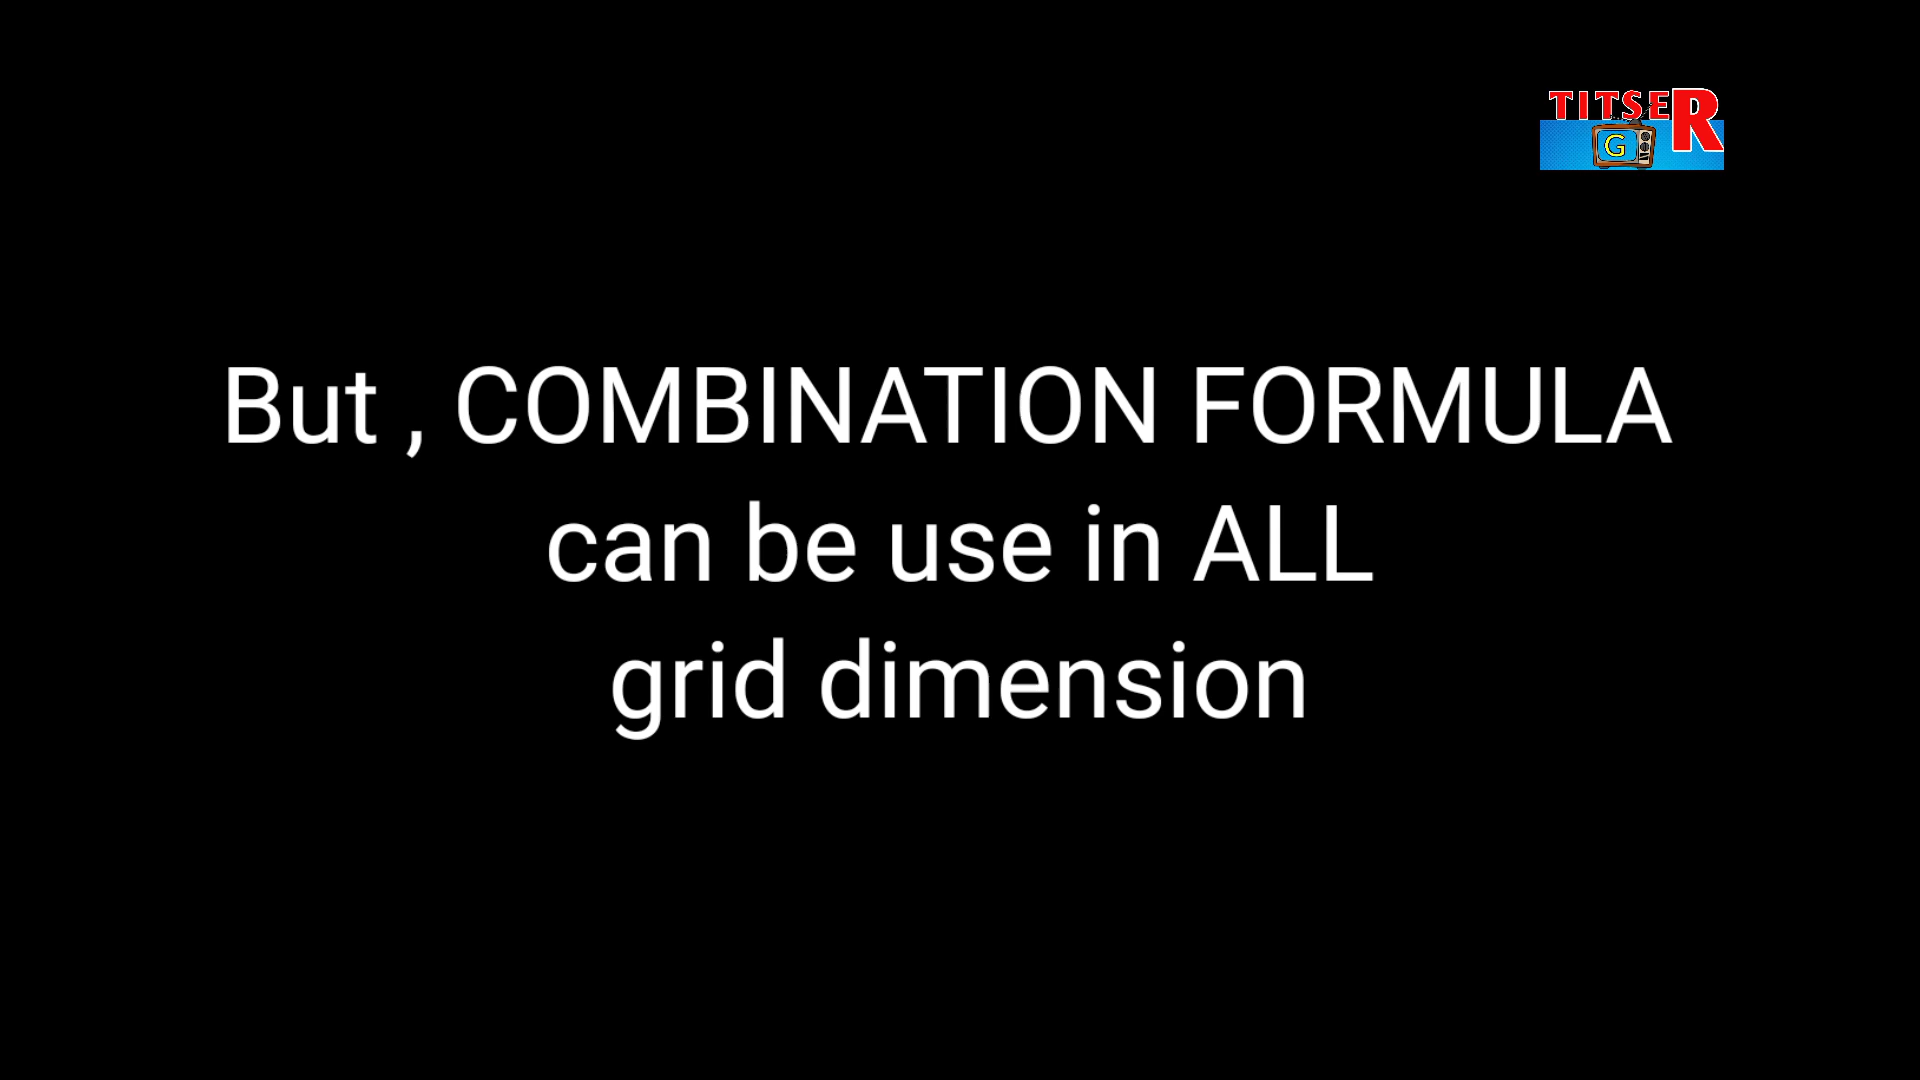 TITSER
G
But , COMBINATION FORMULA
can be use in ALL
grid dimension